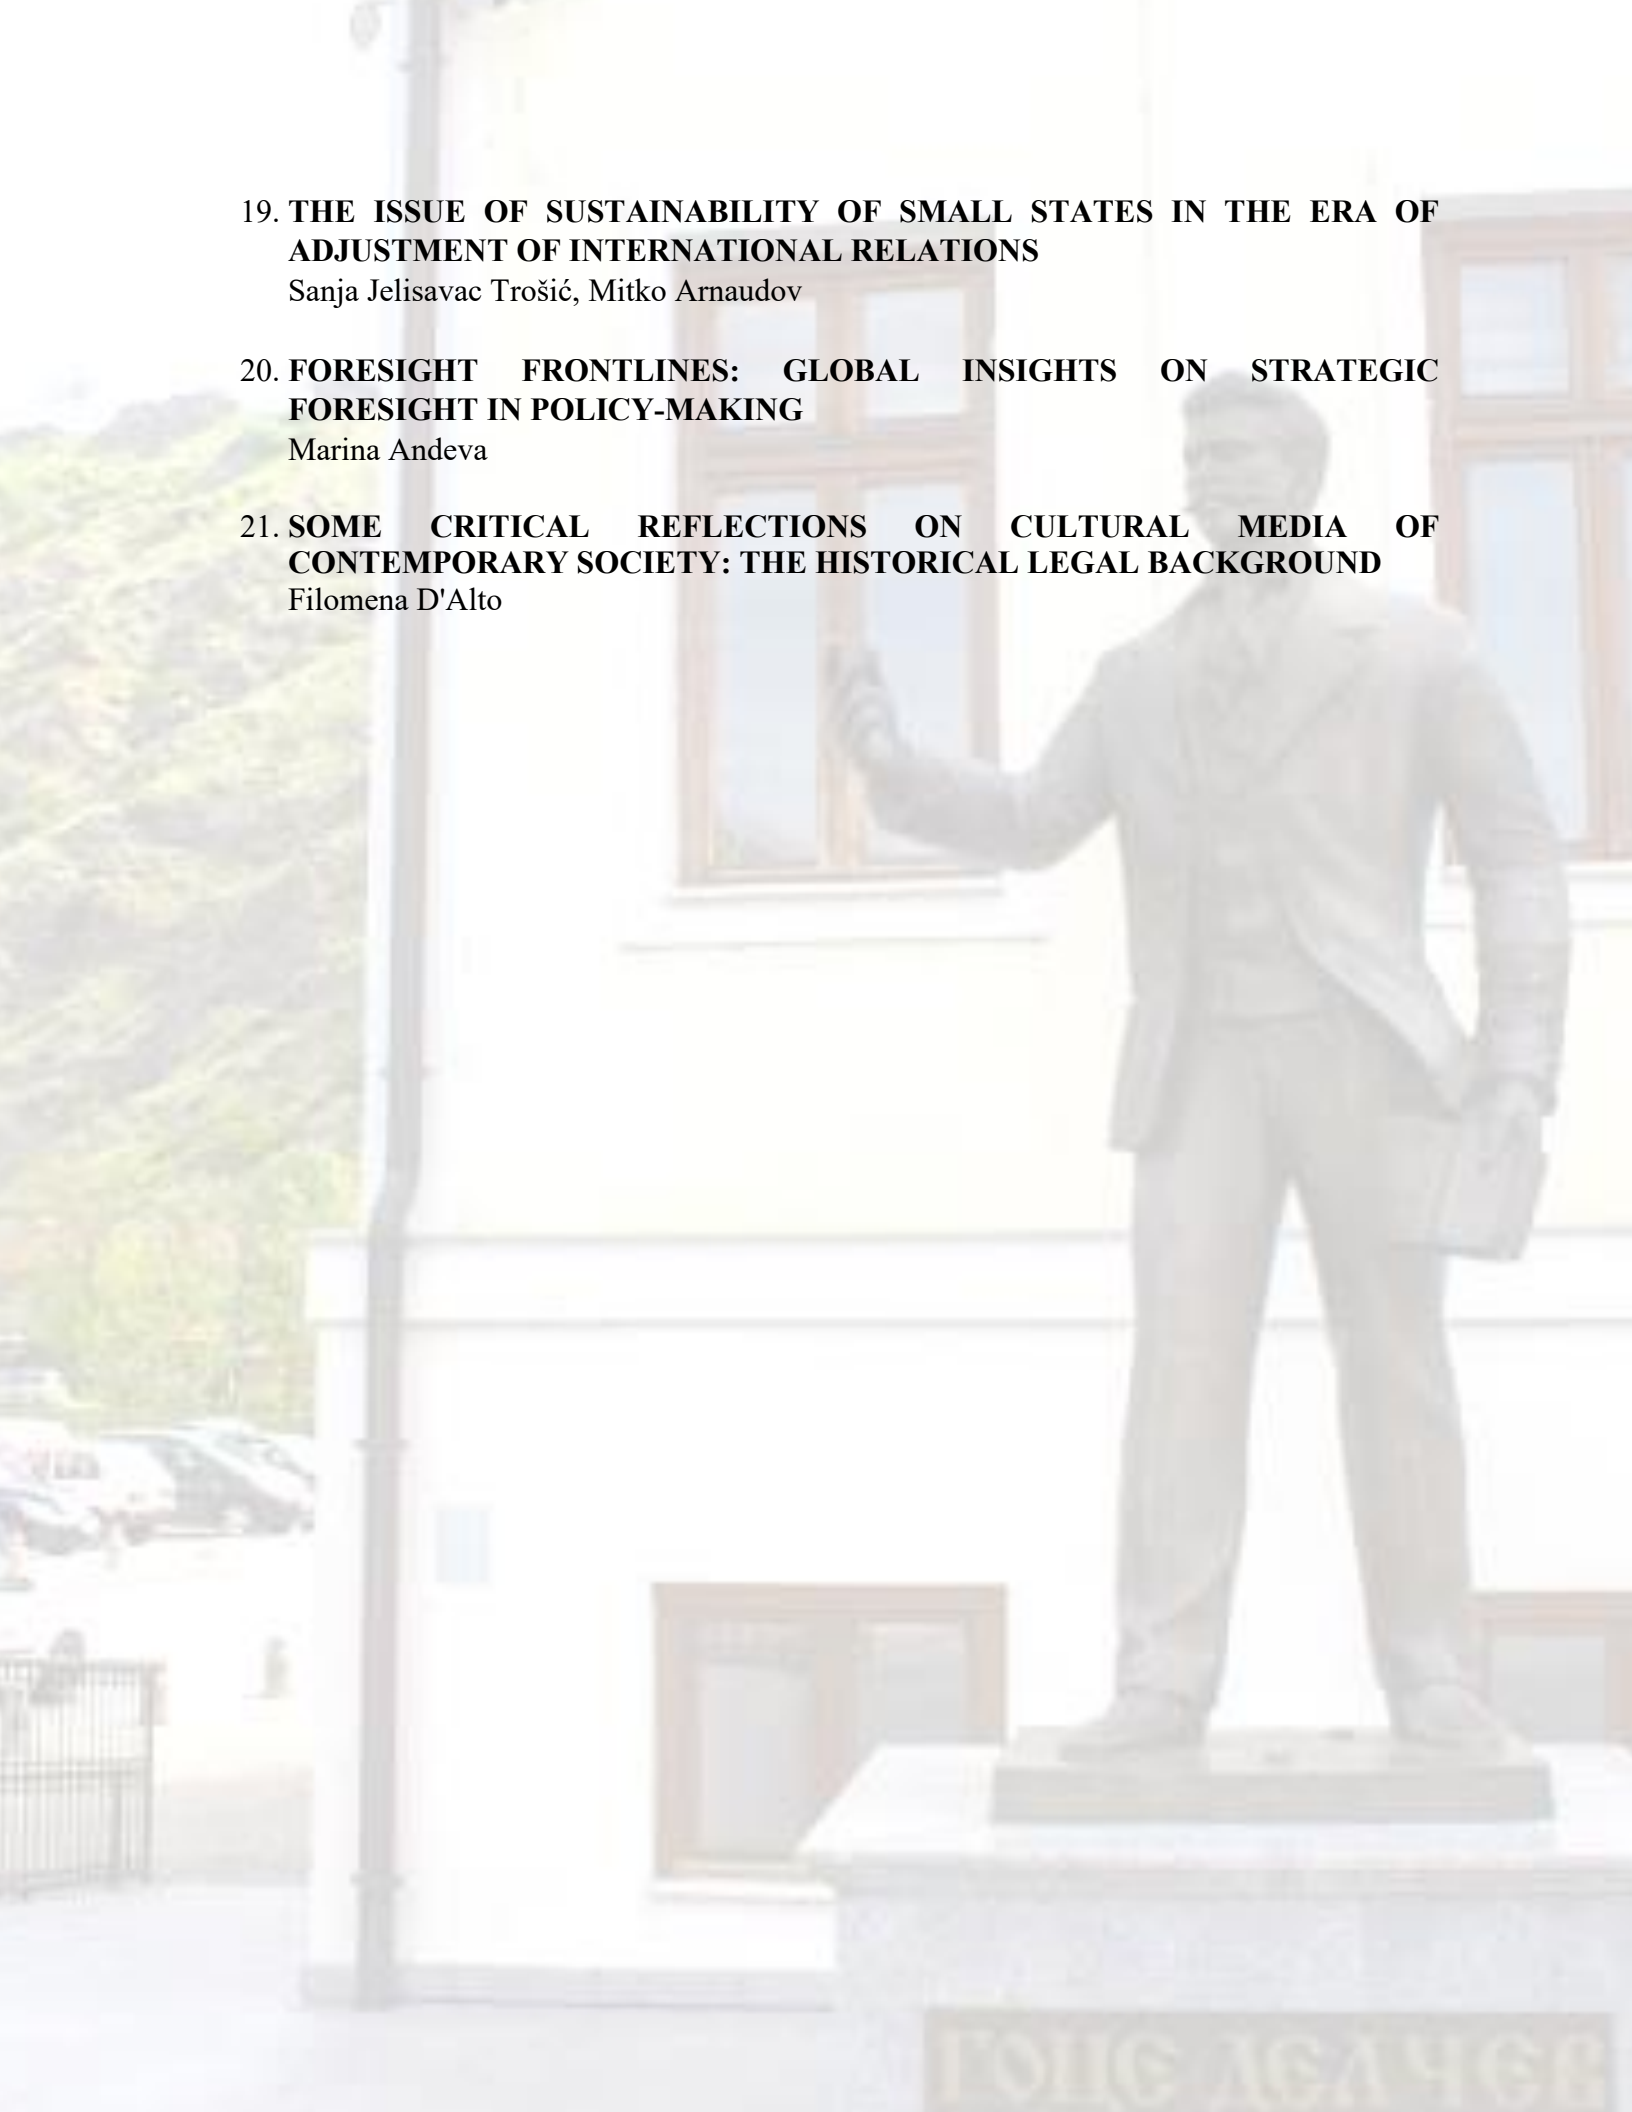 19. THE ISSUE OF SUSTAINABILITY OF SMALL STATES IN THE ERA OF
ADJUSTMENT OF INTERNATIONAL RELATIONS
Sanja Jelisavac Trošić, Mitko Arnaudov
20. FORESIGHT FRONTLINES: GLOBAL INSIGHTS ON STRATEGIC
FORESIGHT IN POLICY-MAKING
Marina Andeva
21. SOME CRITICAL REFLECTIONS ON CULTURAL MEDIA OF
CONTEMPORARY SOCIETY: THE HISTORICAL LEGAL BACKGROUND
Filomena D'Alto
ГОЦЕ ДЕЛЧЕВ